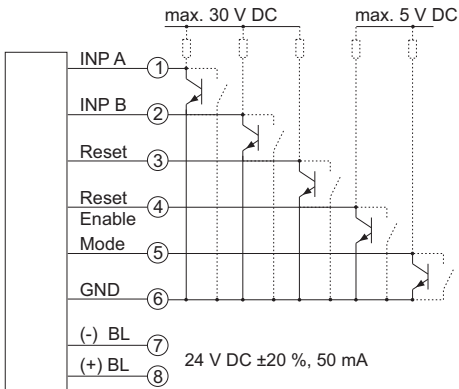 max. 30 V DC
max. 5 V DC
INP A
1
INP B
2
Reset
3
Reset
Enable
4
Mode
5
GND
6
(-) BL
7
24 V DC ±20 %, 50 mA
(+) BL
8